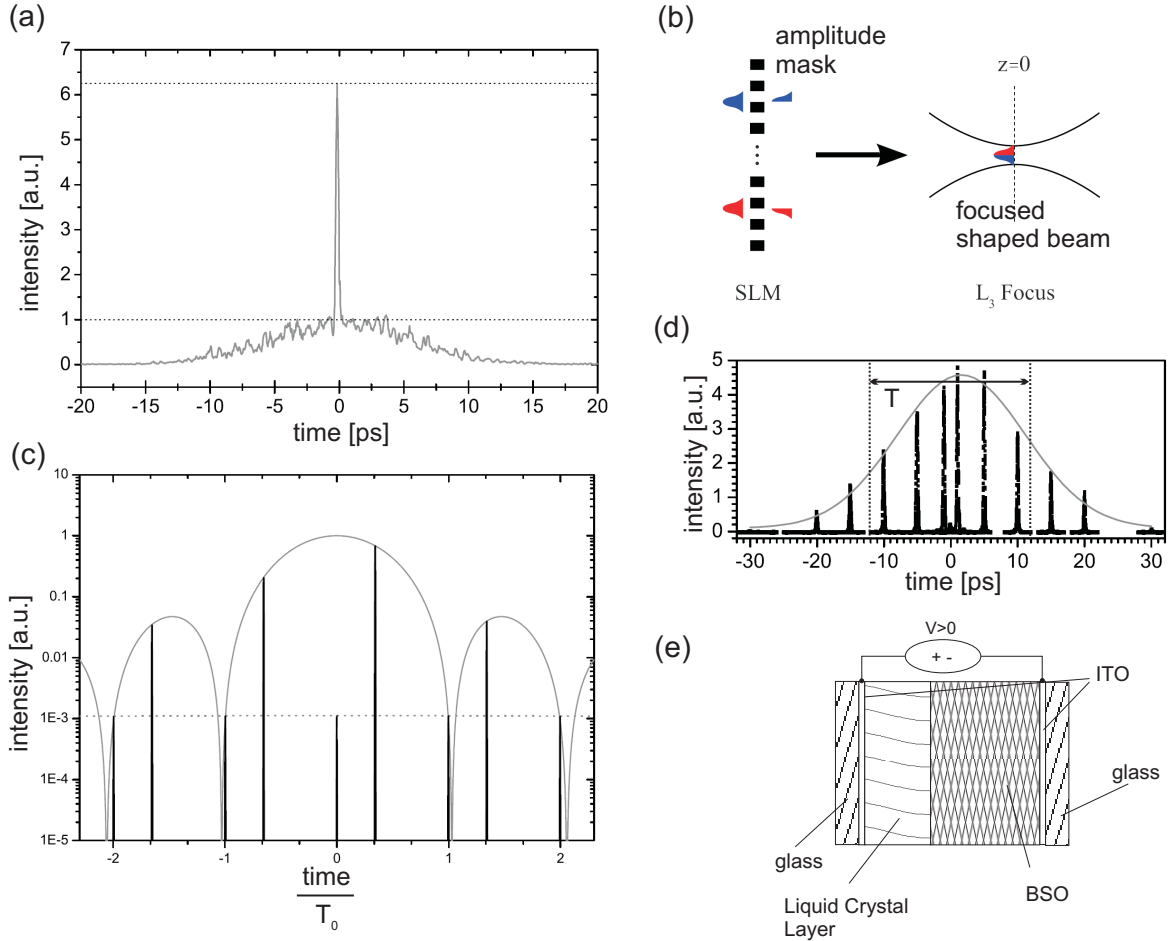 (a)
7
6
5
4
3
2
1
0
intensity [a.u.]
-20 -15 -10 -5 0 5 10 15 20
time [ps]
(b)
amplitude
mask
z=0
focused
shaped beam
SLM
L3 Focus
(c)
10
1
0.1
0.01
1E-3
1E-4
1E-5
intensity [a.u.]
-2 -1 0 1 2
time
T0
(d)
5
4
3
2
1
0
intensity [a.u.]
T
-30 -20 -10 0 10 20 30
time [ps]
(e)
V>0
+ -
ITO
glass
glass
Liquid Crystal
Layer
BSO